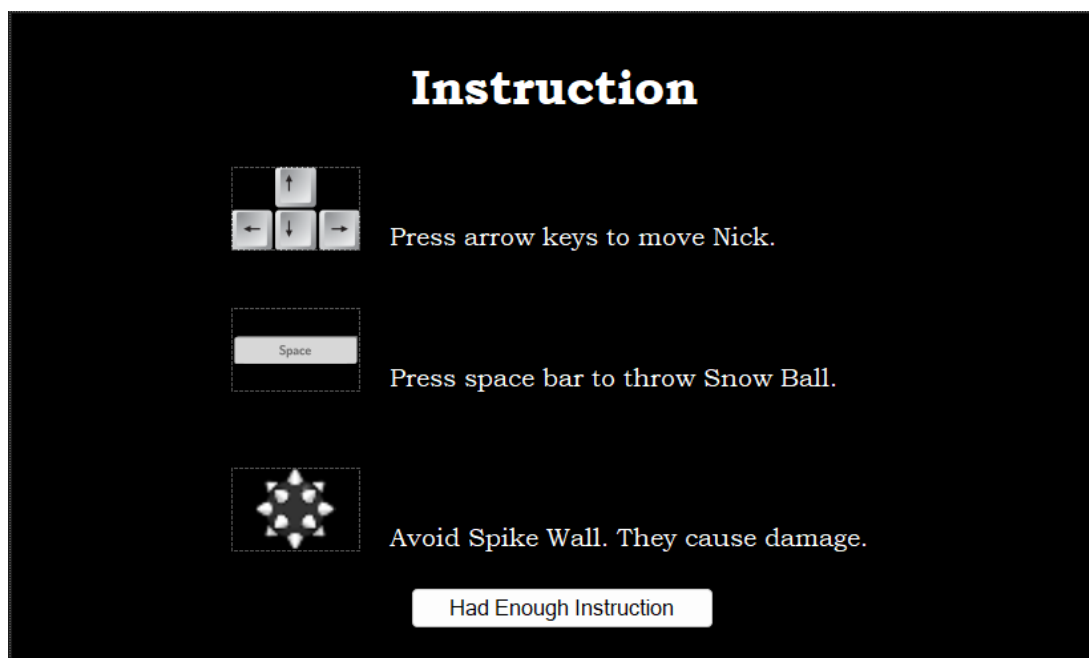 Instruction
↑
← ↓ →
Press arrow keys to move Nick.
Space
Press space bar to throw Snow Ball.
Avoid Spike Wall. They cause damage.
Had Enough Instruction